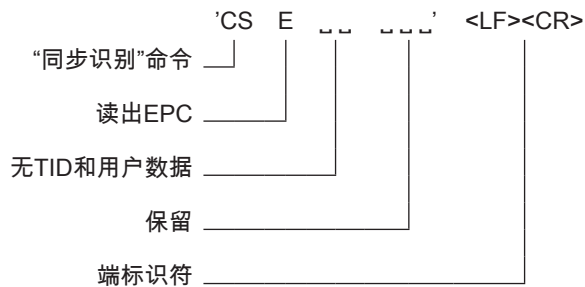 'CS E ␣␣ ␣␣␣' <LF><CR>
“同步识别”命令
读出EPC
无TID和用户数据
保留
端标识符